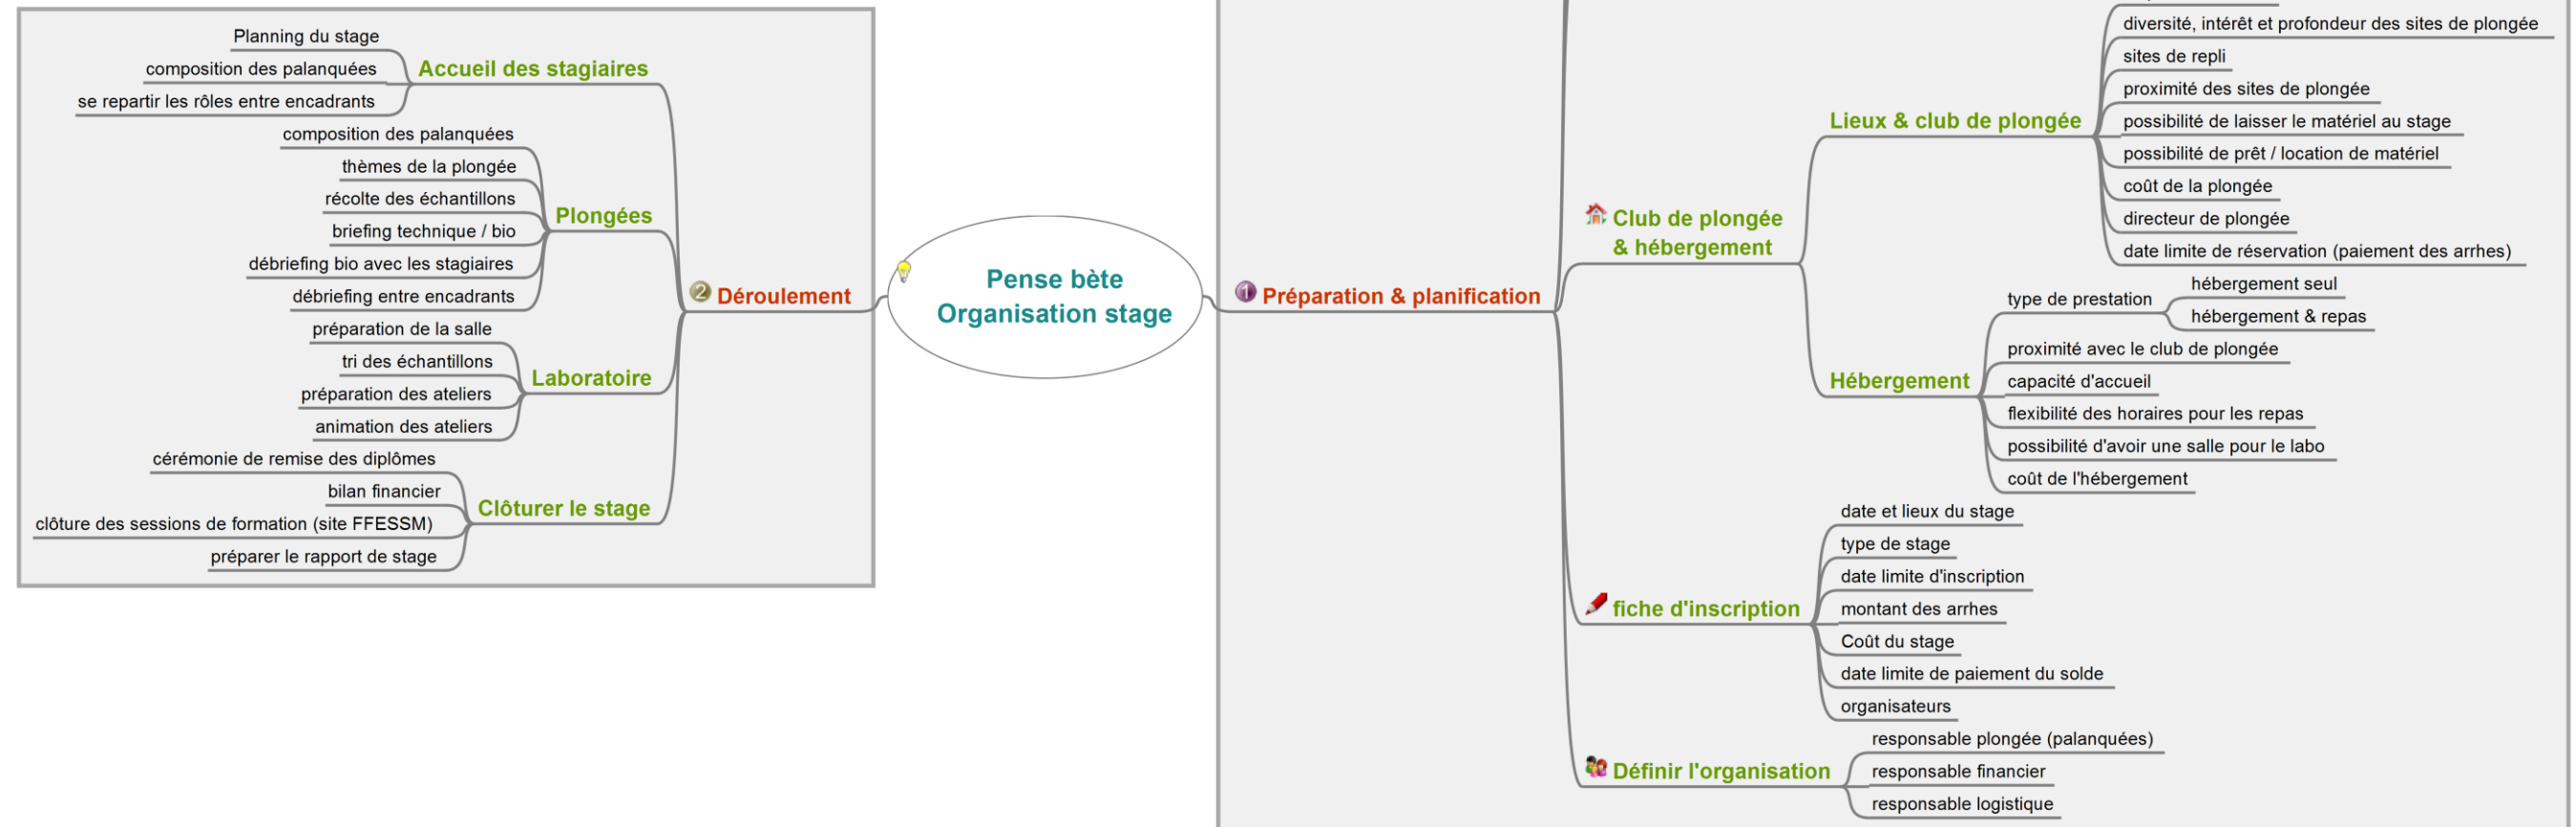 Planning du stage
composition des palanquées
se repartir les rôles entre encadrants
Accueil des stagiaires
composition des palanquées
thèmes de la plongée
récolte des échantillons
briefing technique / bio
débriefing bio avec les stagiaires
débriefing entre encadrants
Plongées
préparation de la salle
tri des échantillons
préparation des ateliers
animation des ateliers
Laboratoire
cérémonie de remise des diplômes
bilan financier
clôture des sessions de formation (site FFESSM)
préparer le rapport de stage
Clôturer le stage
2 Déroulement
Pense bète
Organisation stage
1 Préparation & planification
Club de plongée
& hébergement
Lieux & club de plongée
diversité, intérêt et profondeur des sites de plongée
sites de repli
proximité des sites de plongée
possibilité de laisser le matériel au stage
possibilité de prêt / location de matériel
coût de la plongée
directeur de plongée
date limite de réservation (paiement des arrhes)
Hébergement
type de prestation
hébergement seul
hébergement & repas
proximité avec le club de plongée
capacité d'accueil
flexibilité des horaires pour les repas
possibilité d'avoir une salle pour le labo
coût de l'hébergement
fiche d'inscription
date et lieux du stage
type de stage
date limite d'inscription
montant des arrhes
Coût du stage
date limite de paiement du solde
organisateurs
Définir l'organisation
responsable plongée (palanquées)
responsable financier
responsable logistique